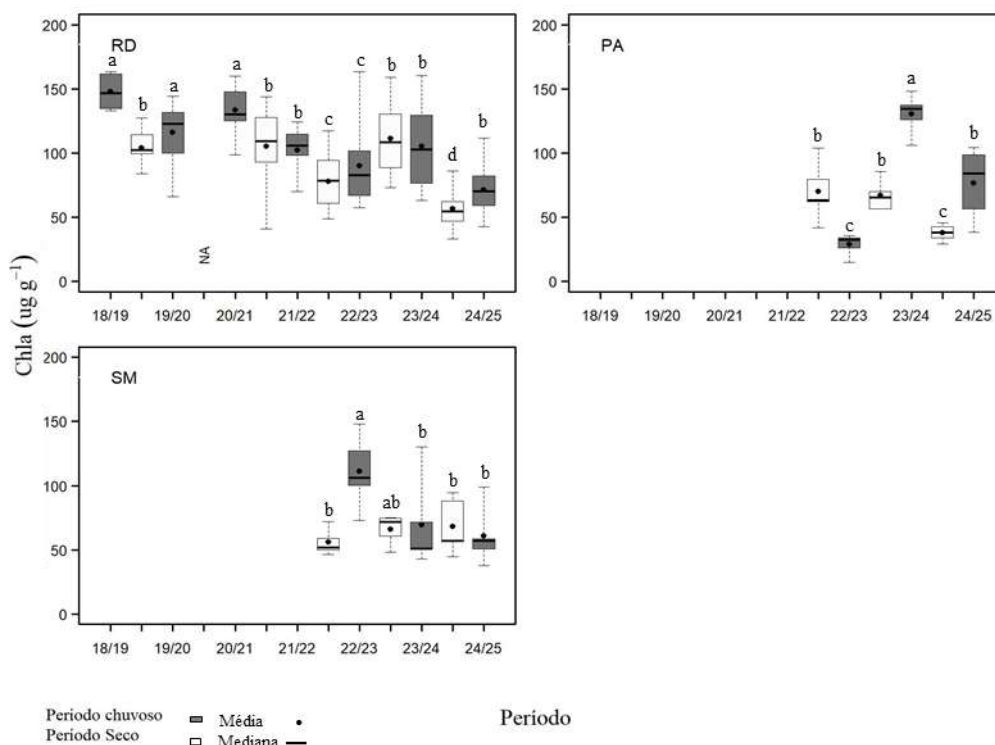 RD
a
b
a
NA
a
b
b
c
c
b
b
d
b
200
150
100
50
0
18/19 19/20 20/21 21/22 22/23 23/24 24/25
PA
b
c
b
a
c
b
200
150
100
50
0
18/19 19/20 20/21 21/22 22/23 23/24 24/25
Chla (ug g⁻¹)
SM
b
a
ab
b
b
b
200
150
100
50
0
18/19 19/20 20/21 21/22 22/23 23/24 24/25
Periodo chuvoso Média
Periodo Seco Mediana
Periodo